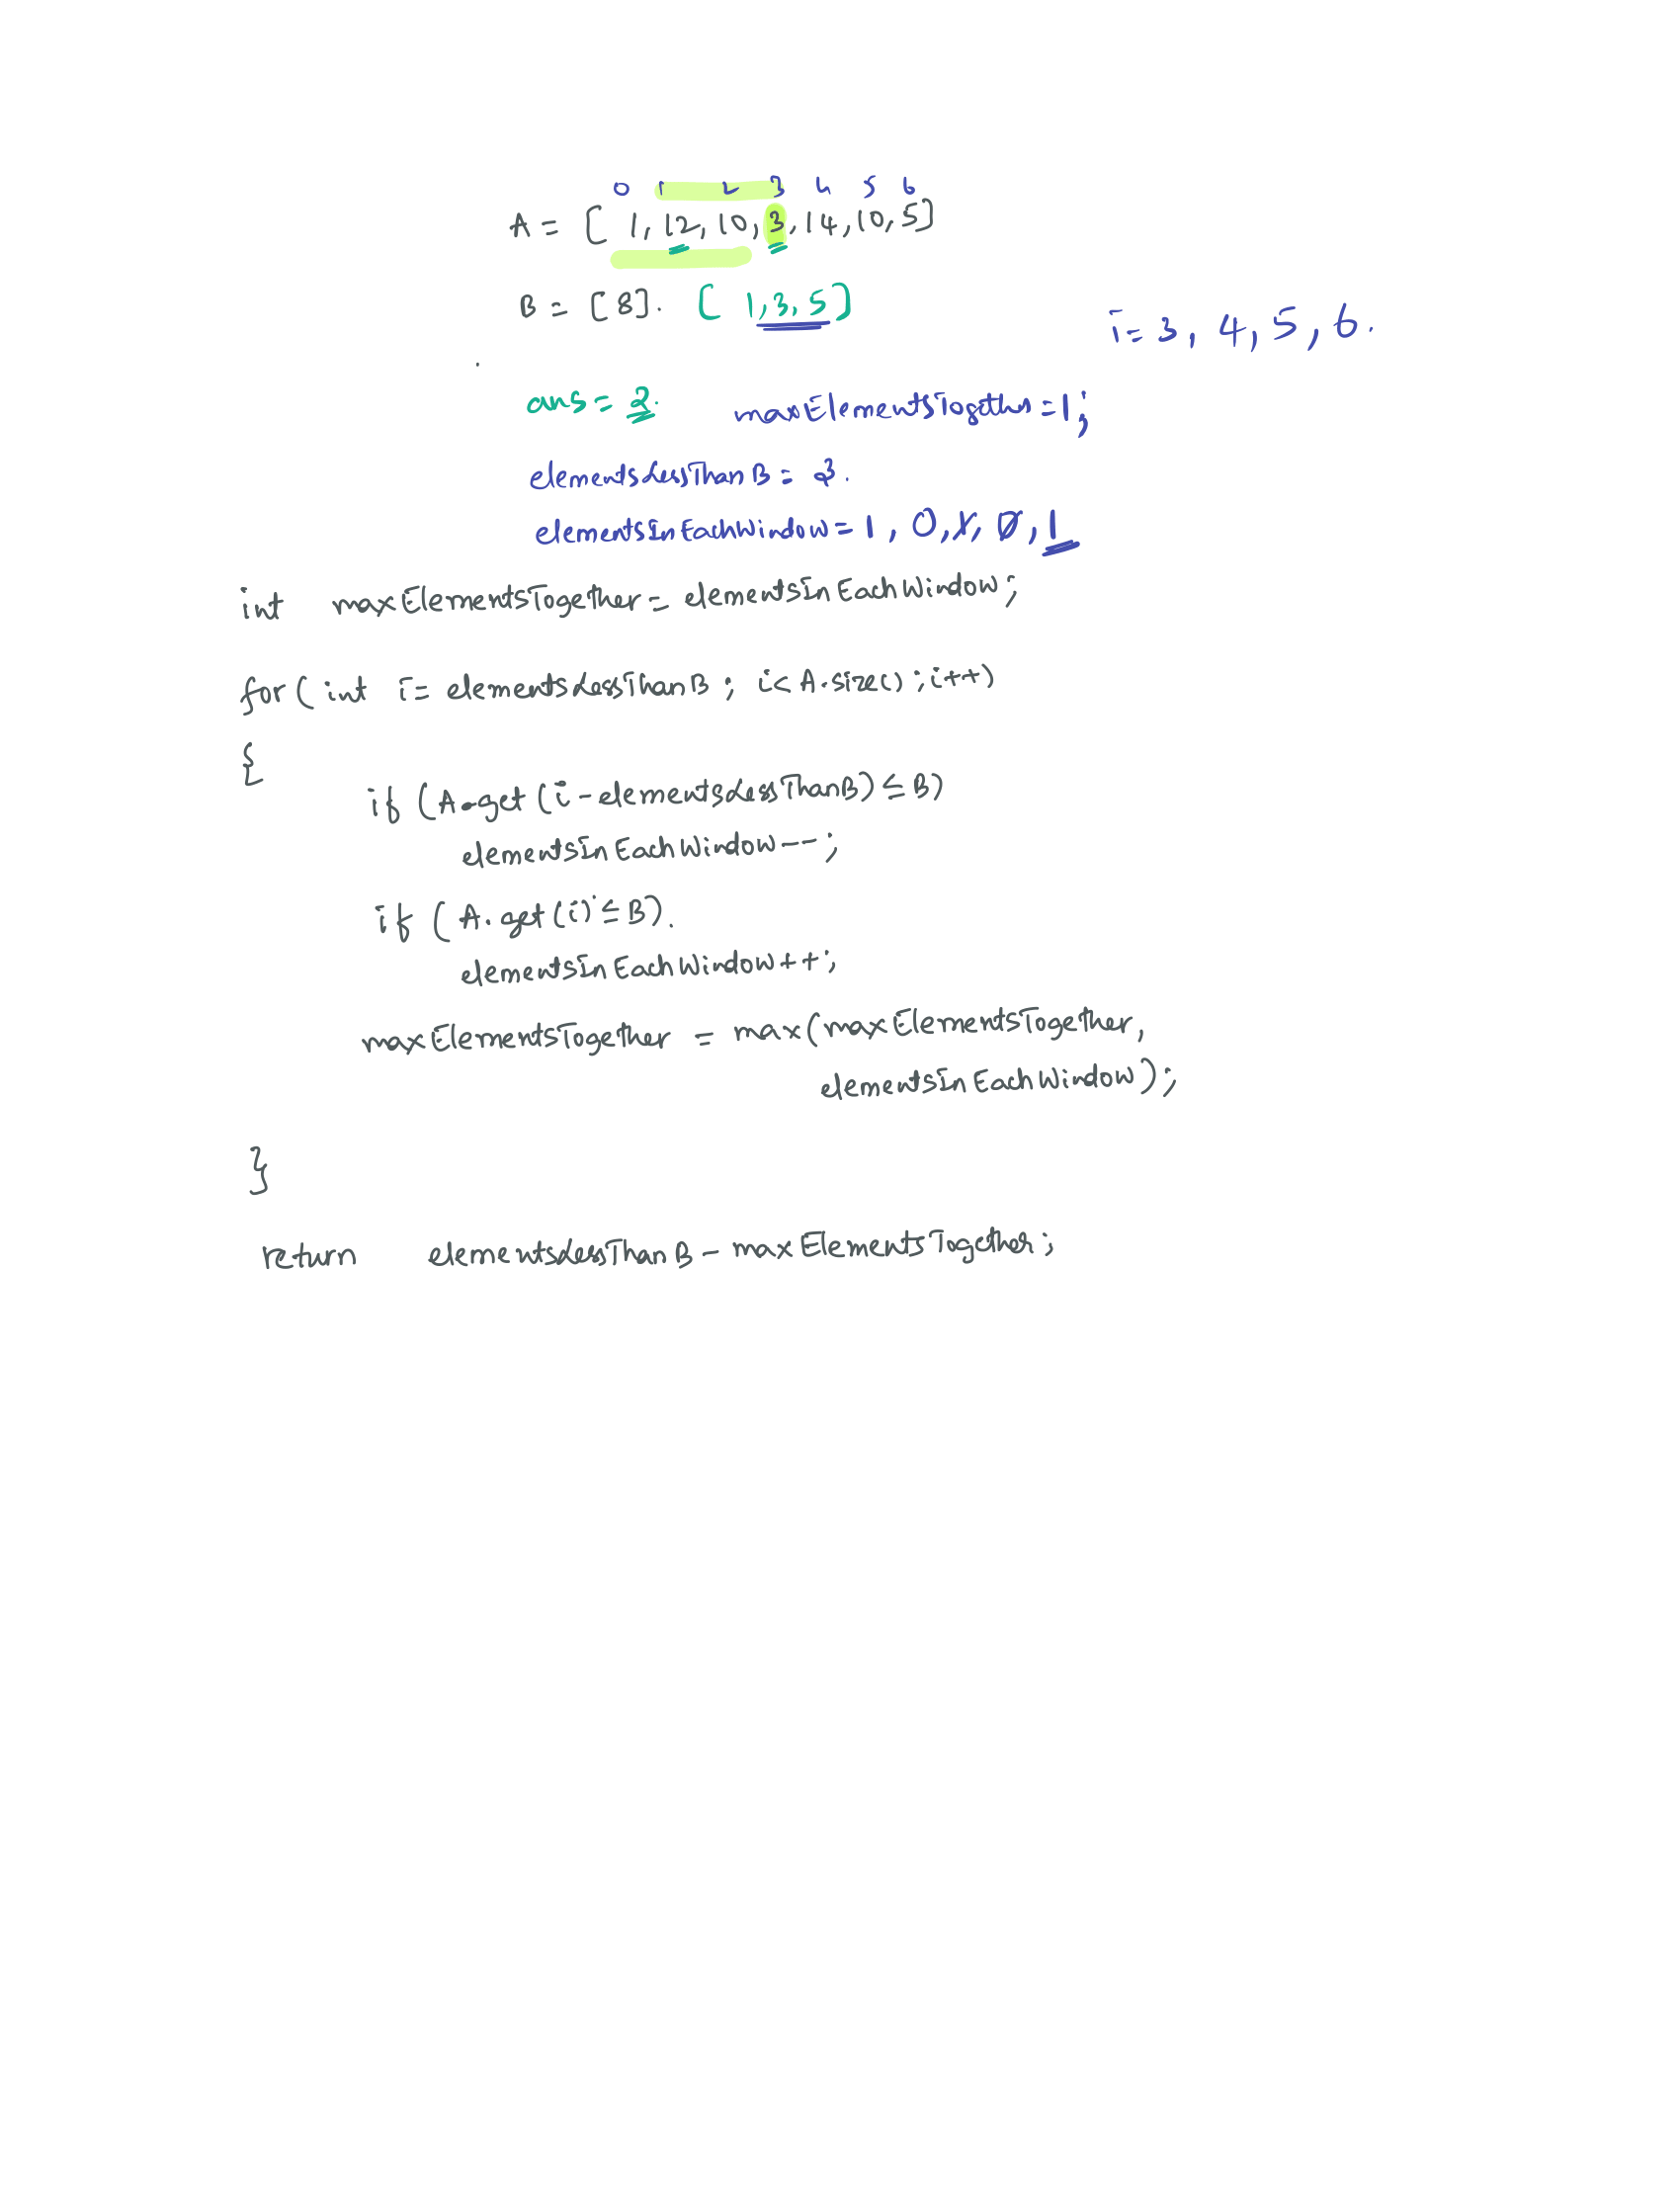 0 1 2 3 4 5 6
A = [ 1, 12, 10, 3, 14, 10, 5]
B = [8]. [ 1, 3, 5 ]
i = 3, 4, 5, 6.
ans = 2. maxElementsTogether = 1;
elementsLessThanB = 3.
elementsInEachWindow = 1, 0, 1, 0, 1
int maxElementsTogether = elementsInEachWindow;
for ( int i = elementsLessThanB ; i < A.size() ; i++)
{
if (A.get (i - elementsLessThanB) ≤ B)
elementsInEachWindow--;
if ( A.get(i) ≤ B).
elementsInEachWindow++;
maxElementsTogether = max(maxElementsTogether,
elementsInEachWindow);
}
return elementsLessThanB - maxElementsTogether;